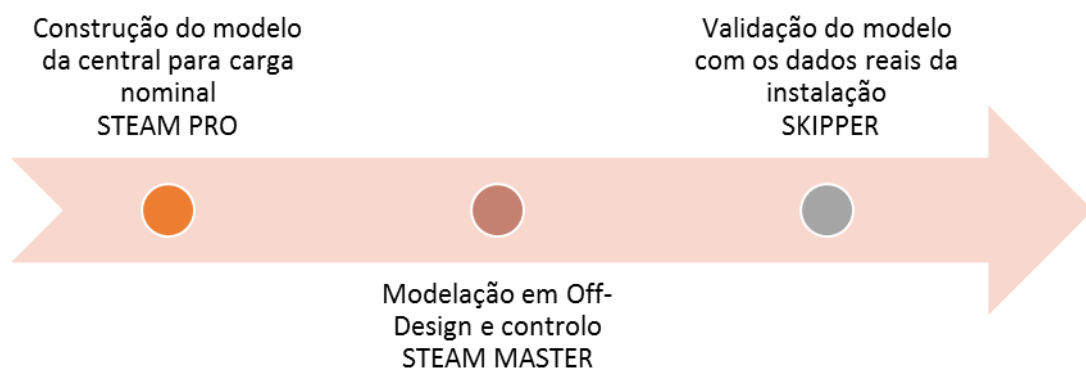 Construção do modelo
da central para carga
nominal
STEAM PRO
Modelação em Off-
Design e controlo
STEAM MASTER
Validação do modelo
com os dados reais da
instalação
SKIPPER